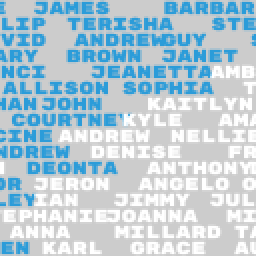 JAMES BARBAR
LIP TERISHA STE
VID ANDREW GUY S
ARY BROWN JANET
NCI JEANETTA AMB
ALLISON SOPHIA T
HAN JOHN KAITLYN
COURTNEY KYLE AMA
CINE ANDREW NELLIE
NDREW DENISE FR
DEONTA ANTHONY
OR JERON ANGELO O
LEY IAN JIMMY JUL
EPHANIE JOANNA MI
ANNA MILLARD TA
EN KARL GRACE AU